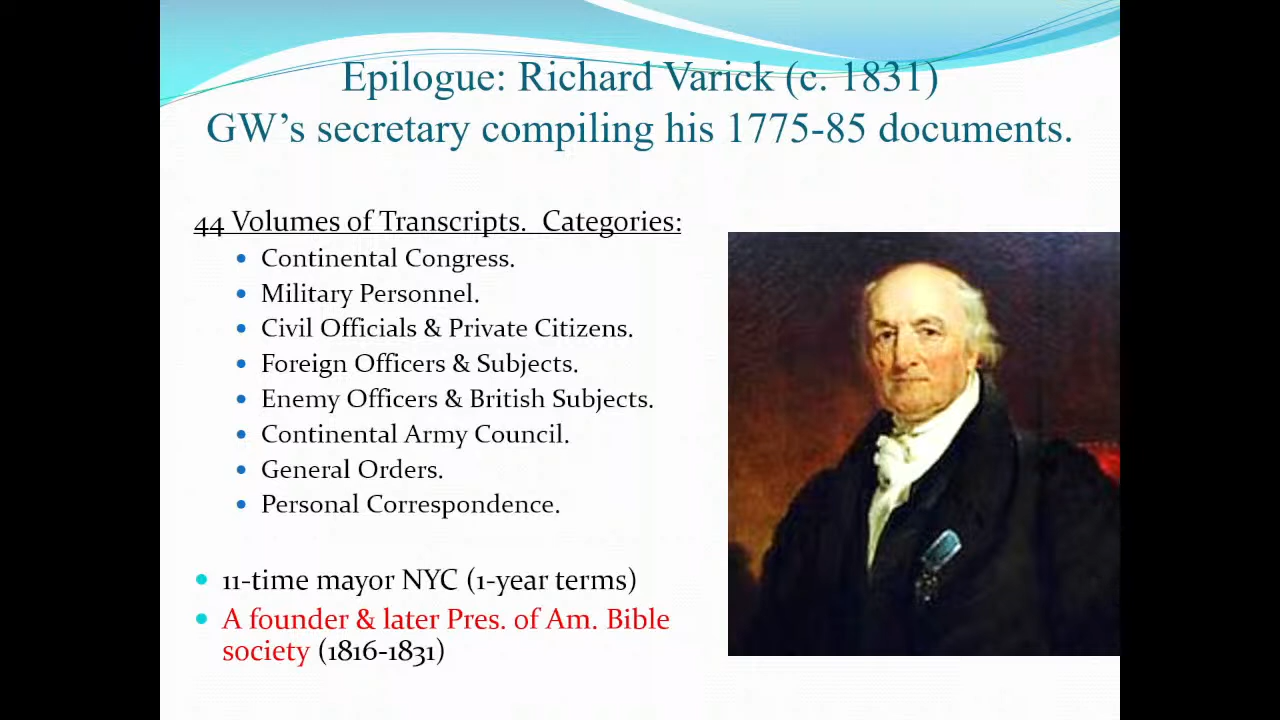 Epilogue: Richard Varick (c. 1831)
GW’s secretary compiling his 1775-85 documents.
44 Volumes of Transcripts.  Categories:
• Continental Congress.
• Military Personnel.
• Civil Officials & Private Citizens.
• Foreign Officers & Subjects.
• Enemy Officers & British Subjects.
• Continental Army Council.
• General Orders.
• Personal Correspondence.
• 11-time mayor NYC (1-year terms)
• A founder & later Pres. of Am. Bible
society (1816-1831)